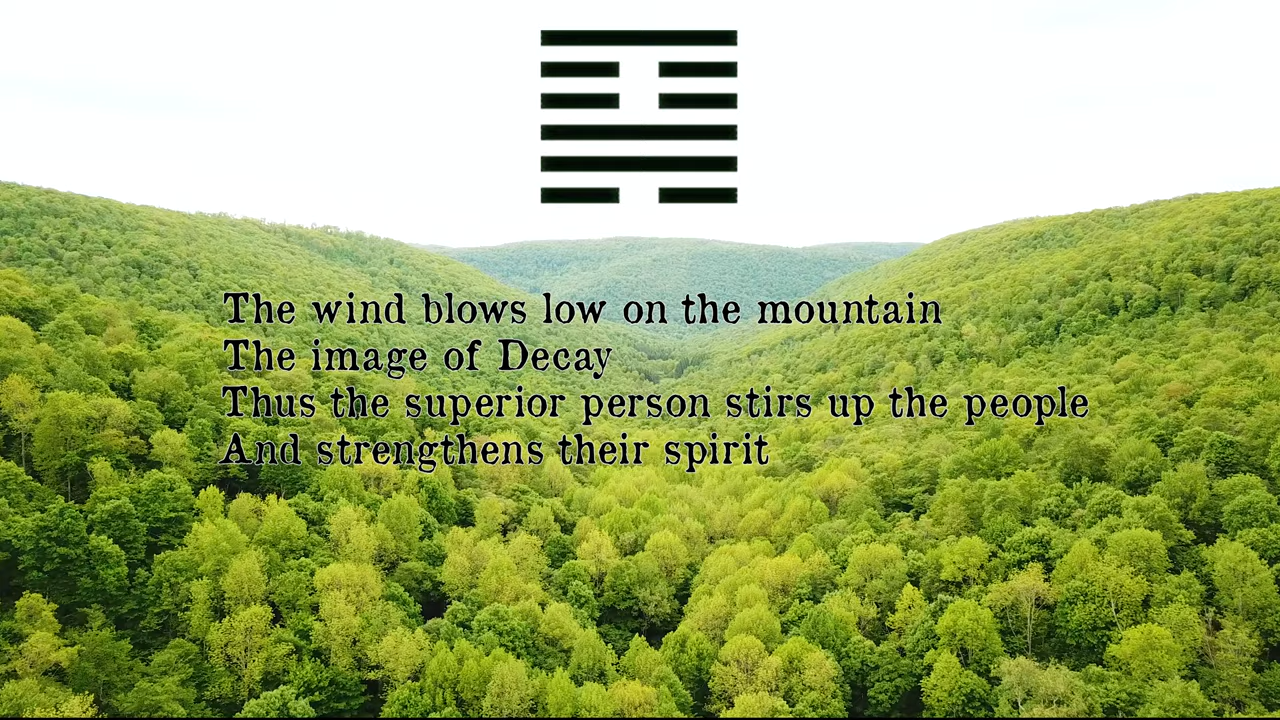 The wind blows low on the mountain
The image of Decay
Thus the superior person stirs up the people
And strengthens their spirit